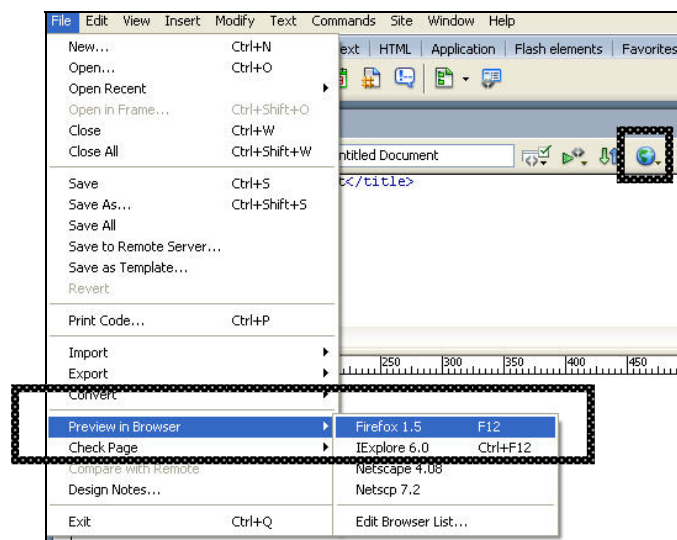 File Edit View Insert Modify Text Commands Site Window Help
New... Ctrl+N
ext HTML Application Flash elements Favorites
Open... Ctrl+O
Open Recent
Open in Frame... Ctrl+Shift+O
Close Ctrl+W
Close All Ctrl+Shift+W
ntitled Document
Save Ctrl+S
t</title>
Save As... Ctrl+Shift+S
Save All
Save to Remote Server...
Save as Template...
Revert
Print Code... Ctrl+P
Import
250 300 350 400 450
Export
Convert
Preview in Browser Firefox 1.5 F12
Check Page IExplore 6.0 Ctrl+F12
Compare with Remote Netscape 4.08
Design Notes... Netscp 7.2
Exit Ctrl+Q Edit Browser List...